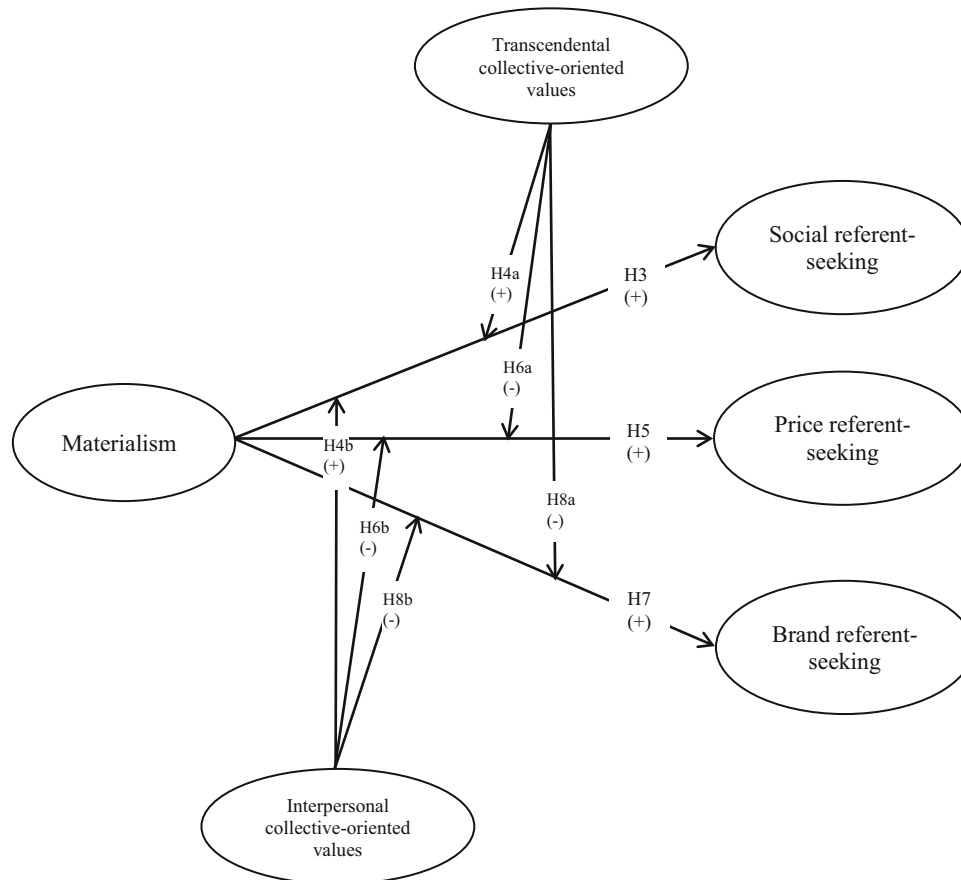 Transcendental
collective-oriented
values
Social referent-
seeking
H4a
(+)
H3
(+)
H6a
(-)
Materialism
H4b
(+)
H5
(+)
Price referent-
seeking
H8a
(-)
H6b
(-)
H8b
(-)
H7
(+)
Brand referent-
seeking
Interpersonal
collective-oriented
values